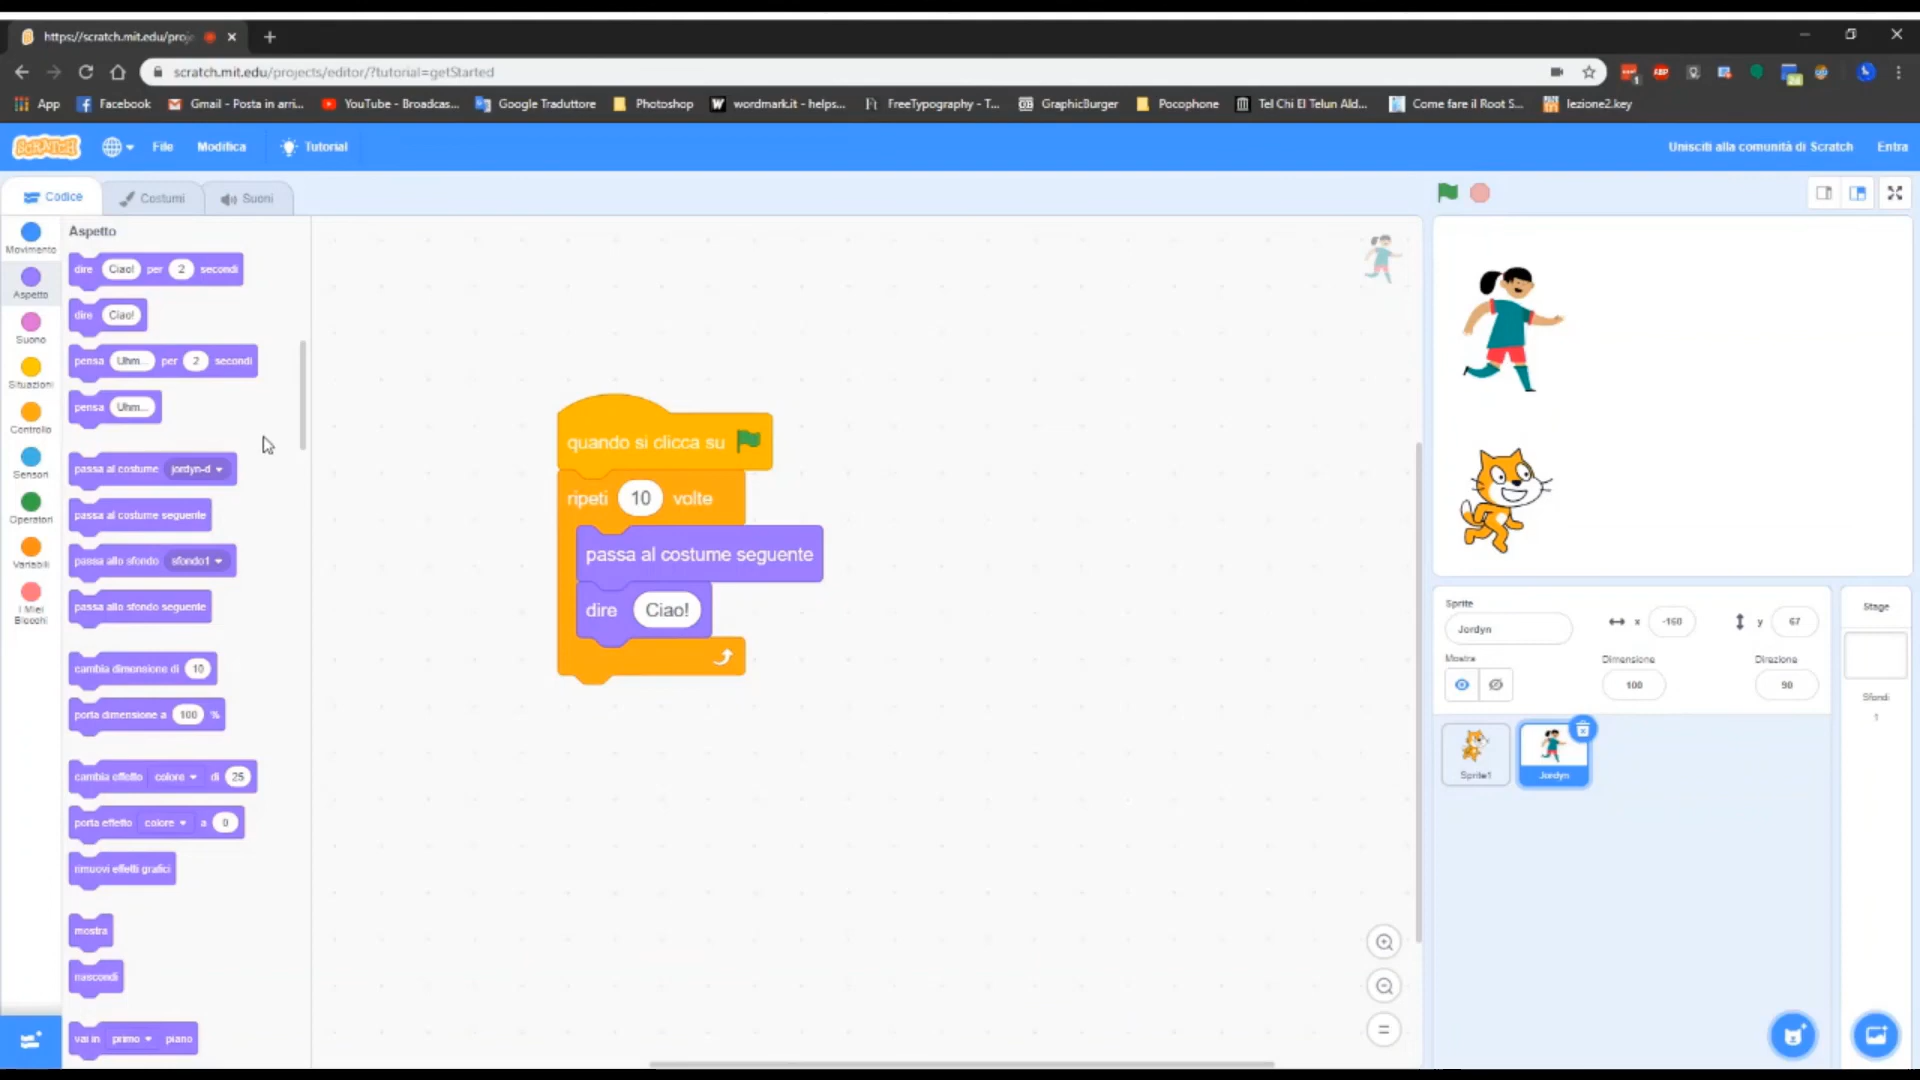 https://scratch.mit.edu/proje
scratch.mit.edu/projects/editor/?tutorial=getStarted
App
Facebook
Gmail - Posta in arri...
YouTube - Broadcas...
Google Traduttore
Photoshop
wordmark.it - helps...
FreeTypography - T...
GraphicBurger
Pocophone
Tel Chi El Telun Ald...
Come fare il Root S...
lezione2.key
SCRATCH
File
Modifica
Tutorial
Unisciti alla comunità di Scratch
Entra
Codice
Costumi
Suoni
Movimento
Aspetto
Suono
Situazioni
Controllo
Sensori
Operatori
Variabili
I Miei
Blocchi
Aspetto
dire Ciao! per 2 secondi
dire Ciao!
pensa Uhm... per 2 secondi
pensa Uhm...
passa al costume jordyn-d
passa al costume seguente
passa allo sfondo sfondo1
passa allo sfondo seguente
cambia dimensione di 10
porta dimensione a 100 %
cambia effetto colore di 25
porta effetto colore a 0
rimuovi effetti grafici
mostra
nascondi
vai in primo piano
quando si clicca su
ripeti 10 volte
passa al costume seguente
dire Ciao!
Sprite
Jordyn
x -160
y 67
Mostra
Dimensione
100
Direzione
90
Sprite1
Jordyn
Stage
Sfondi
1